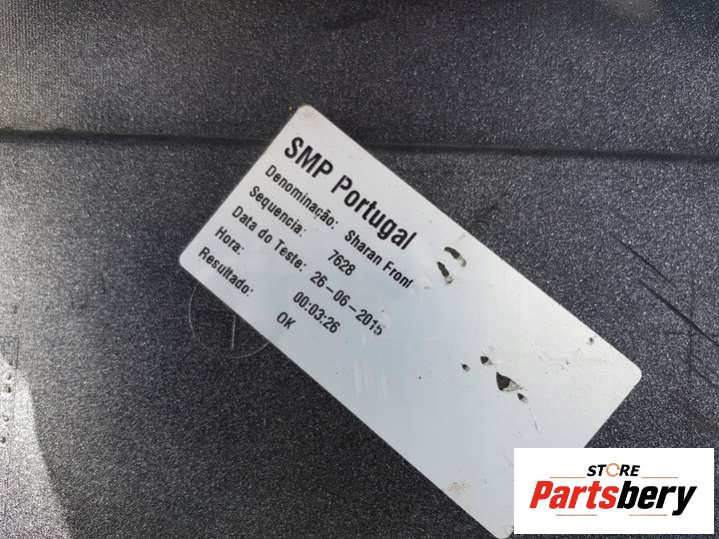 SMP Portugal
Denominação: Sharan Front
Sequencia: 7628
Data do Teste: 26-06-2015
Hora: 00:03:26
Resultado: OK
STORE
Partsbery